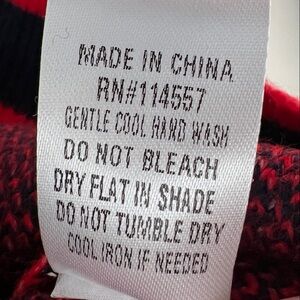 MADE IN CHINA
RN#114557
GENTLE COOL HAND WASH
DO NOT BLEACH
DRY FLAT IN SHADE
DO NOT TUMBLE DRY
COOL IRON IF NEEDED